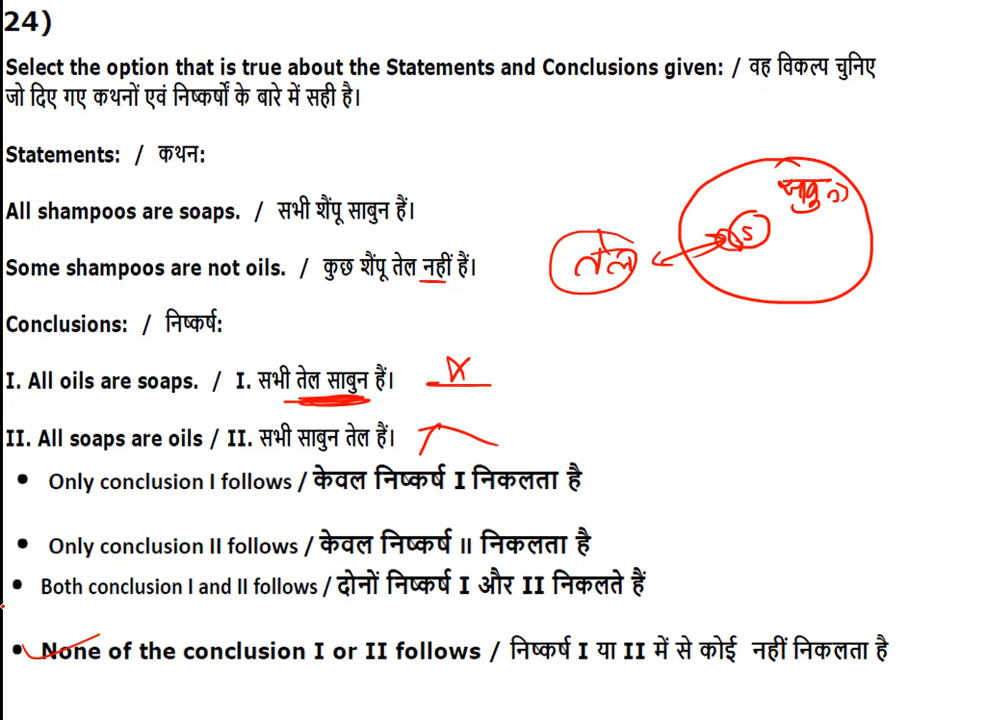 24)
Select the option that is true about the Statements and Conclusions given: / वह विकल्प चुनिए
जो दिए गए कथनों एवं निष्कर्षों के बारे में सही है।
Statements: / कथन:
All shampoos are soaps. / सभी शैंपू साबुन हैं।
साबुन
S
Some shampoos are not oils. / कुछ शैंपू तेल नहीं हैं।
तेल
Conclusions: / निष्कर्ष:
I. All oils are soaps. / I. सभी तेल साबुन हैं।
II. All soaps are oils / II. सभी साबुन तेल हैं।
• Only conclusion I follows / केवल निष्कर्ष I निकलता है
• Only conclusion II follows / केवल निष्कर्ष II निकलता है
• Both conclusion I and II follows / दोनों निष्कर्ष I और II निकलते हैं
• None of the conclusion I or II follows / निष्कर्ष I या II में से कोई नहीं निकलता है